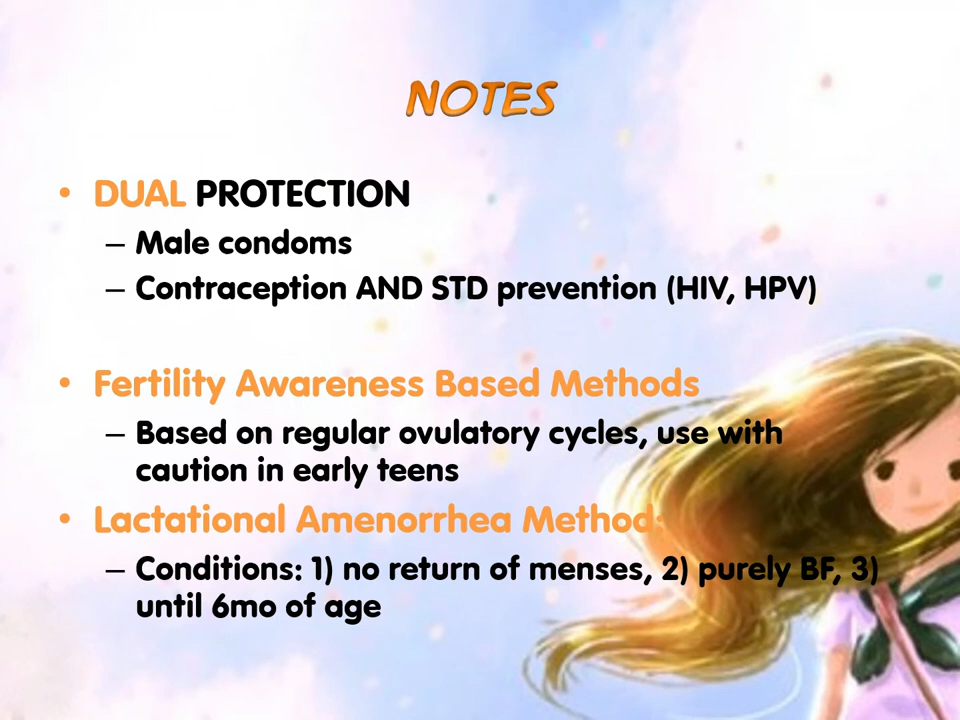 NOTES
• DUAL PROTECTION
– Male condoms
– Contraception AND STD prevention (HIV, HPV)
• Fertility Awareness Based Methods
– Based on regular ovulatory cycles, use with
caution in early teens
• Lactational Amenorrhea Method:
– Conditions: 1) no return of menses, 2) purely BF, 3)
until 6mo of age